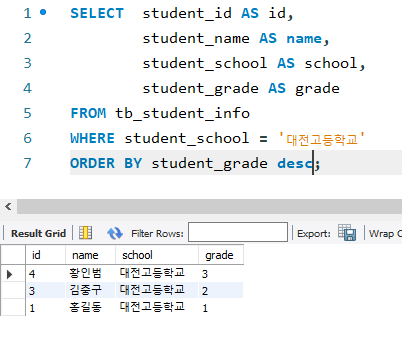 1 SELECT student_id AS id,
2 student_name AS name,
3 student_school AS school,
4 student_grade AS grade
5 FROM tb_student_info
6 WHERE student_school = '대전고등학교'
7 ORDER BY student_grade desc;
Result Grid Filter Rows: Export: Wrap C
id name school grade
4 황인범 대전고등학교 3
3 김중구 대전고등학교 2
1 홍길동 대전고등학교 1